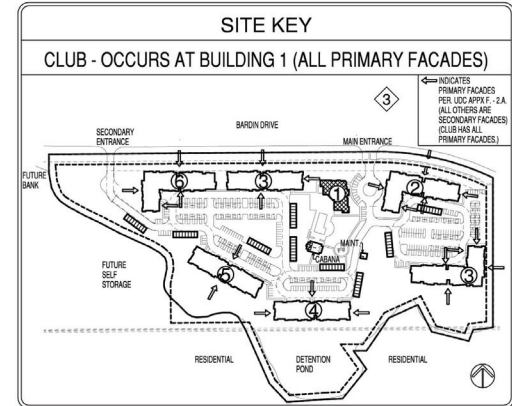 SITE KEY
CLUB - OCCURS AT BUILDING 1 (ALL PRIMARY FACADES)
INDICATES
PRIMARY FACADES
PER. UDC APPX F. - 2.A.
(ALL OTHERS ARE
SECONDARY FACADES)
(CLUB HAS ALL
PRIMARY FACADES.)
3
BARDIN DRIVE
SECONDARY
ENTRANCE
MAIN ENTRANCE
FUTURE
BANK
6
3
1
2
MAINT.
CABANA
FUTURE
SELF
STORAGE
5
3
4
RESIDENTIAL
DETENTION
POND
RESIDENTIAL